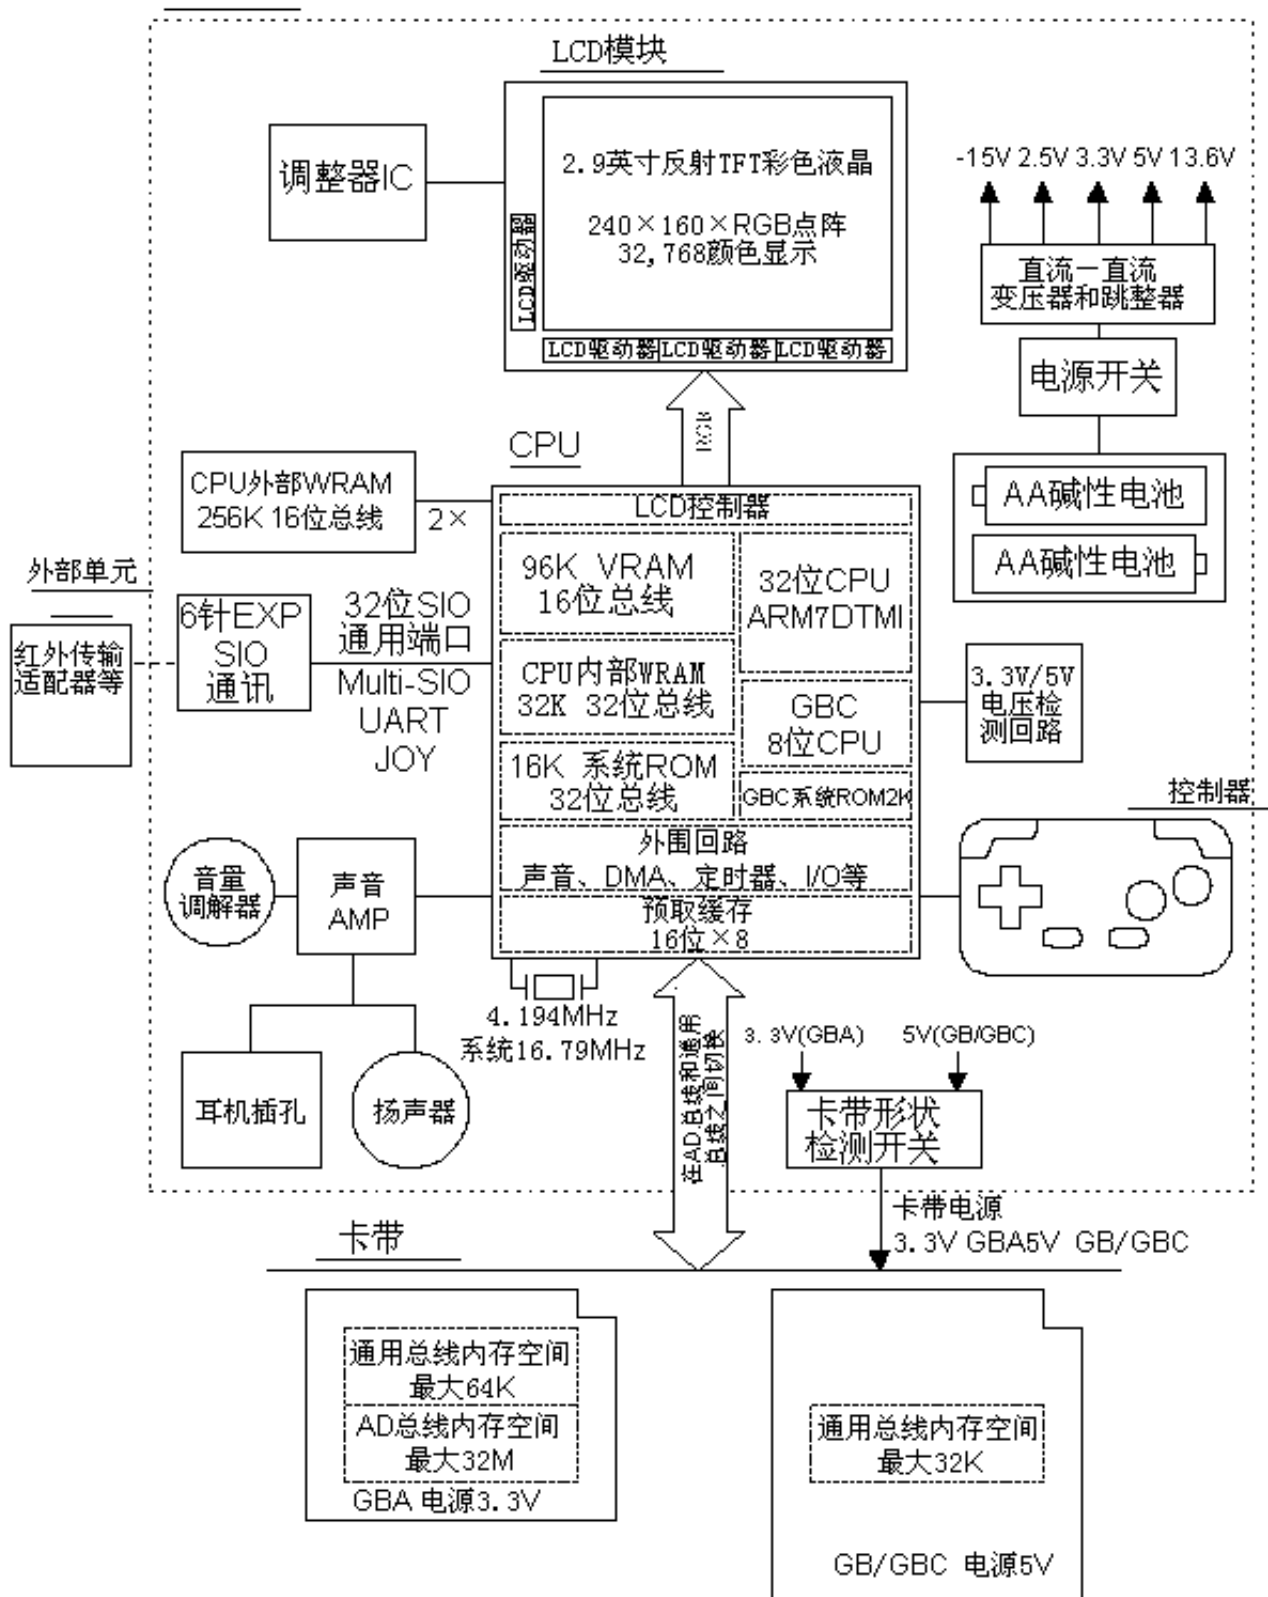 LCD模块
调整器IC
2.9英寸反射TFT彩色液晶
240×160×RGB点阵
32,768颜色显示
LCD驱动器
LCD驱动器 LCD驱动器 LCD驱动器
-15V 2.5V 3.3V 5V 13.6V
直流－直流
变压器和跳整器
电源开关
AA碱性电池
AA碱性电池
CPU
CPU外部WRAM
256K 16位总线
2×
LCD控制器
96K VRAM
16位总线
32位CPU
ARM7DTMI
CPU内部WRAM
32K 32位总线
GBC
8位CPU
16K 系统ROM
32位总线
GBC系统ROM2K
外围回路
声音、DMA、定时器、I/O等
预取缓存
16位×8
外部单元
红外传输
适配器等
6针EXP
SIO
通讯
32位SIO
通用端口
Multi-SIO
UART
JOY
3.3V/5V
电压检
测回路
控制器
音量
调解器
声音
AMP
耳机插孔
扬声器
4.194MHz
系统16.79MHz
在AD总线和通用
总线之间切换
3.3V(GBA)
5V(GB/GBC)
卡带形状
检测开关
卡带电源
3.3V GBA5V GB/GBC
卡带
通用总线内存空间
最大64K
AD总线内存空间
最大32M
GBA 电源3.3V
通用总线内存空间
最大32K
GB/GBC 电源5V